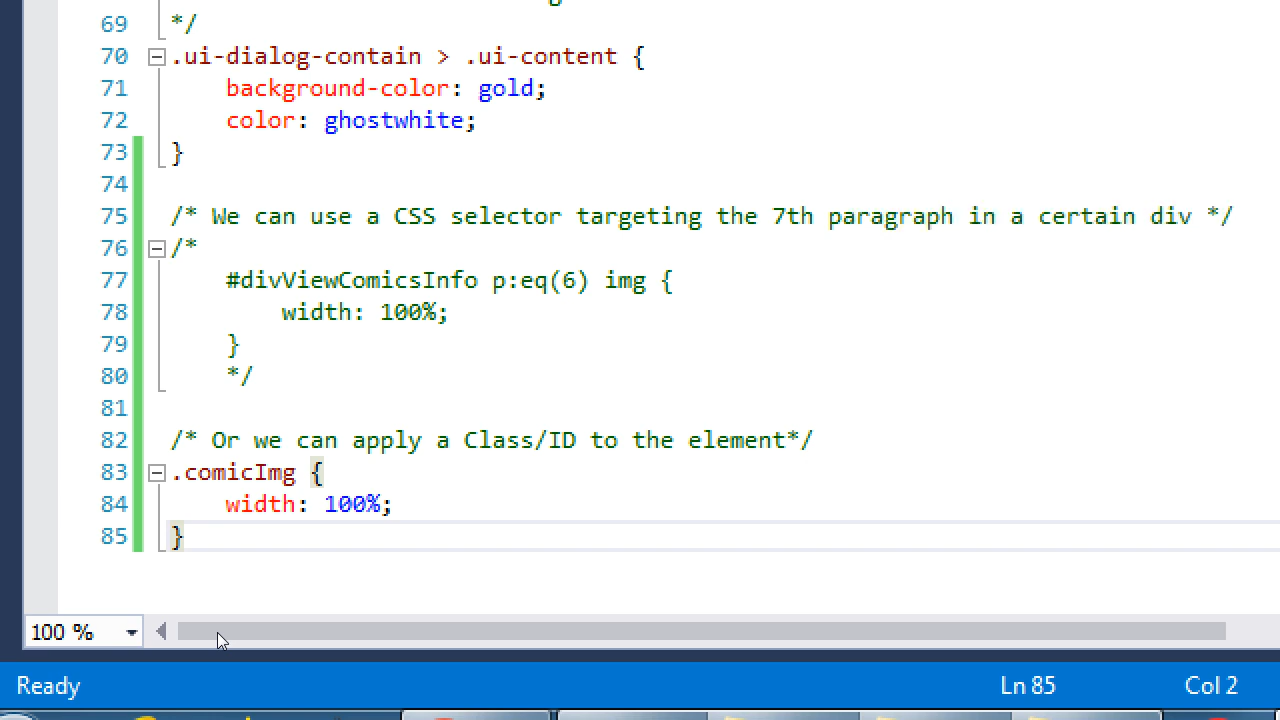 69 */
70 .ui-dialog-contain > .ui-content {
71 background-color: gold;
72 color: ghostwhite;
73 }
74
75 /* We can use a CSS selector targeting the 7th paragraph in a certain div */
76 /*
77 #divViewComicsInfo p:eq(6) img {
78 width: 100%;
79 }
80 */
81
82 /* Or we can apply a Class/ID to the element*/
83 .comicImg {
84 width: 100%;
85 }
100 %
Ready Ln 85 Col 2